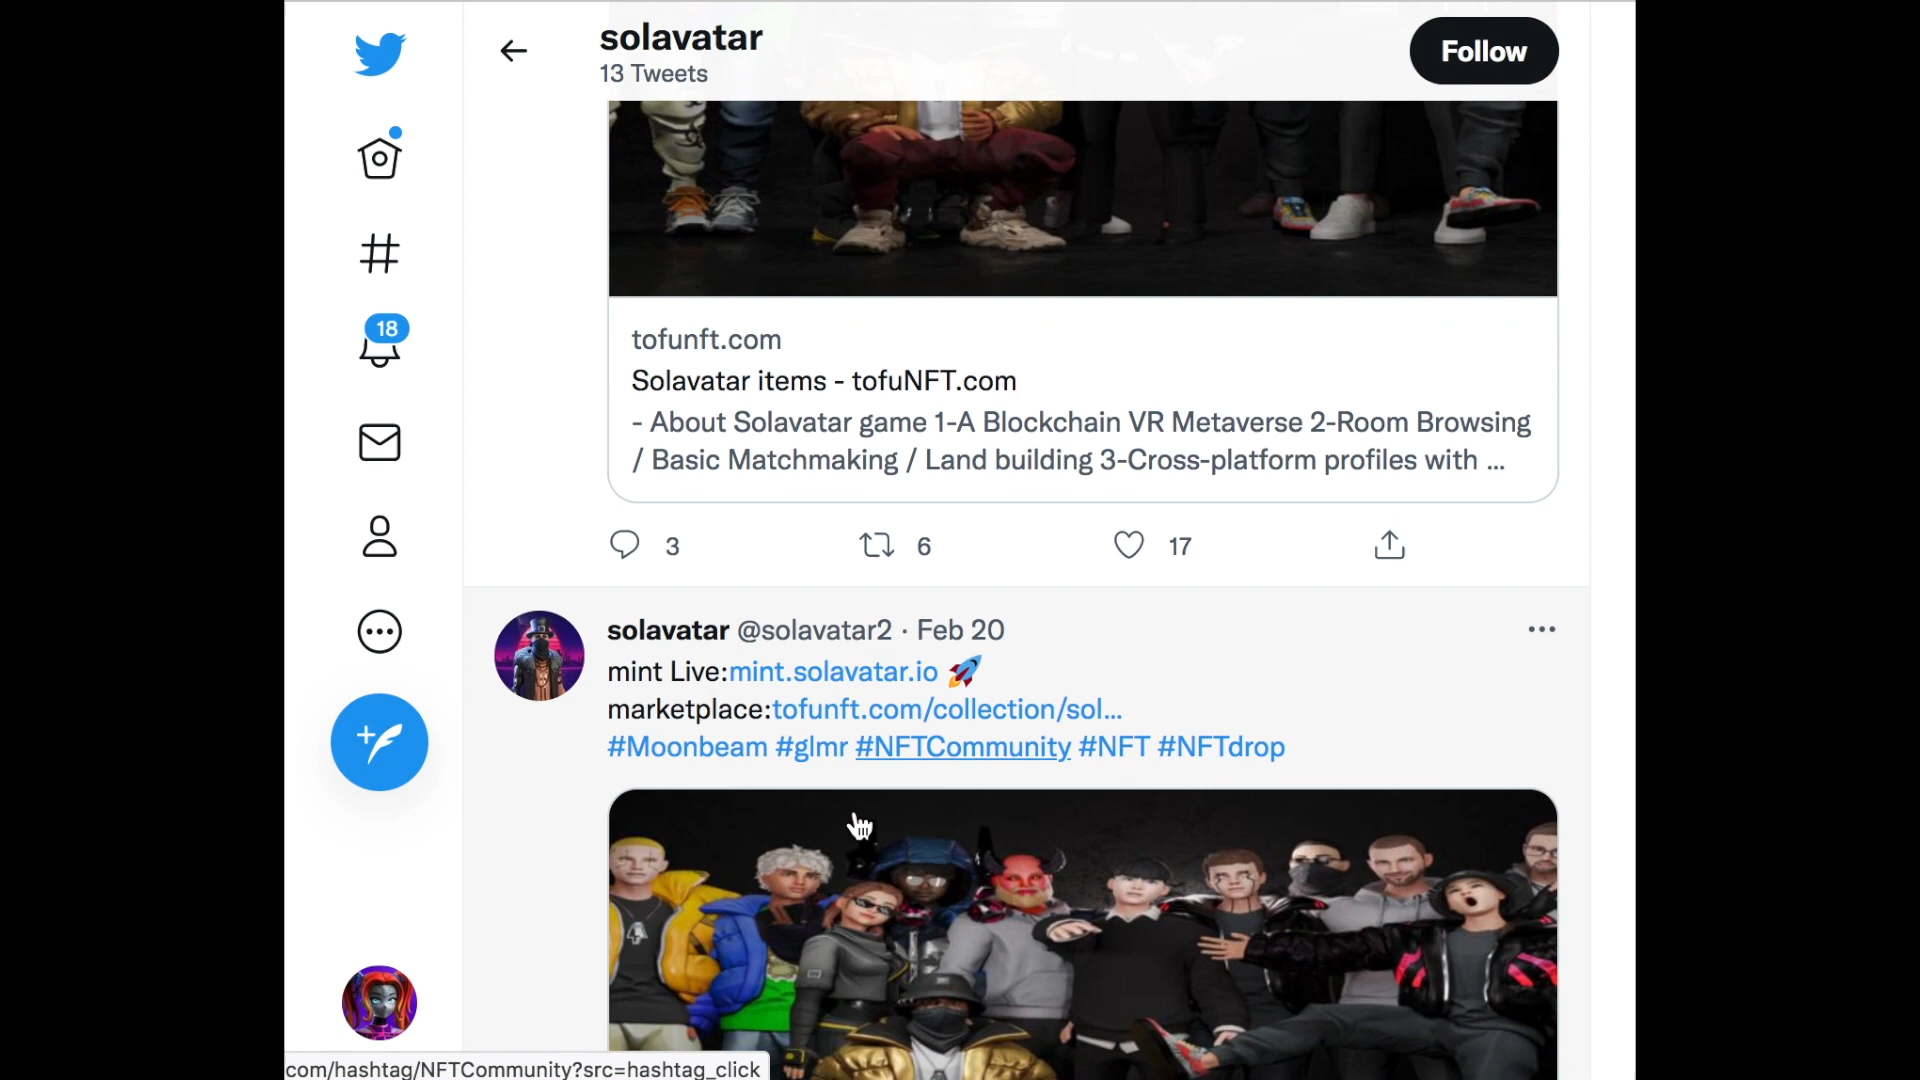 solavatar
13 Tweets
Follow
18
tofunft.com
Solavatar items - tofuNFT.com
- About Solavatar game 1-A Blockchain VR Metaverse 2-Room Browsing
/ Basic Matchmaking / Land building 3-Cross-platform profiles with ...
3 6 17
solavatar @solavatar2 · Feb 20
mint Live:mint.solavatar.io 🚀
marketplace:tofunft.com/collection/sol...
#Moonbeam #glmr #NFTCommunity #NFT #NFTdrop
com/hashtag/NFTCommunity?src=hashtag_click